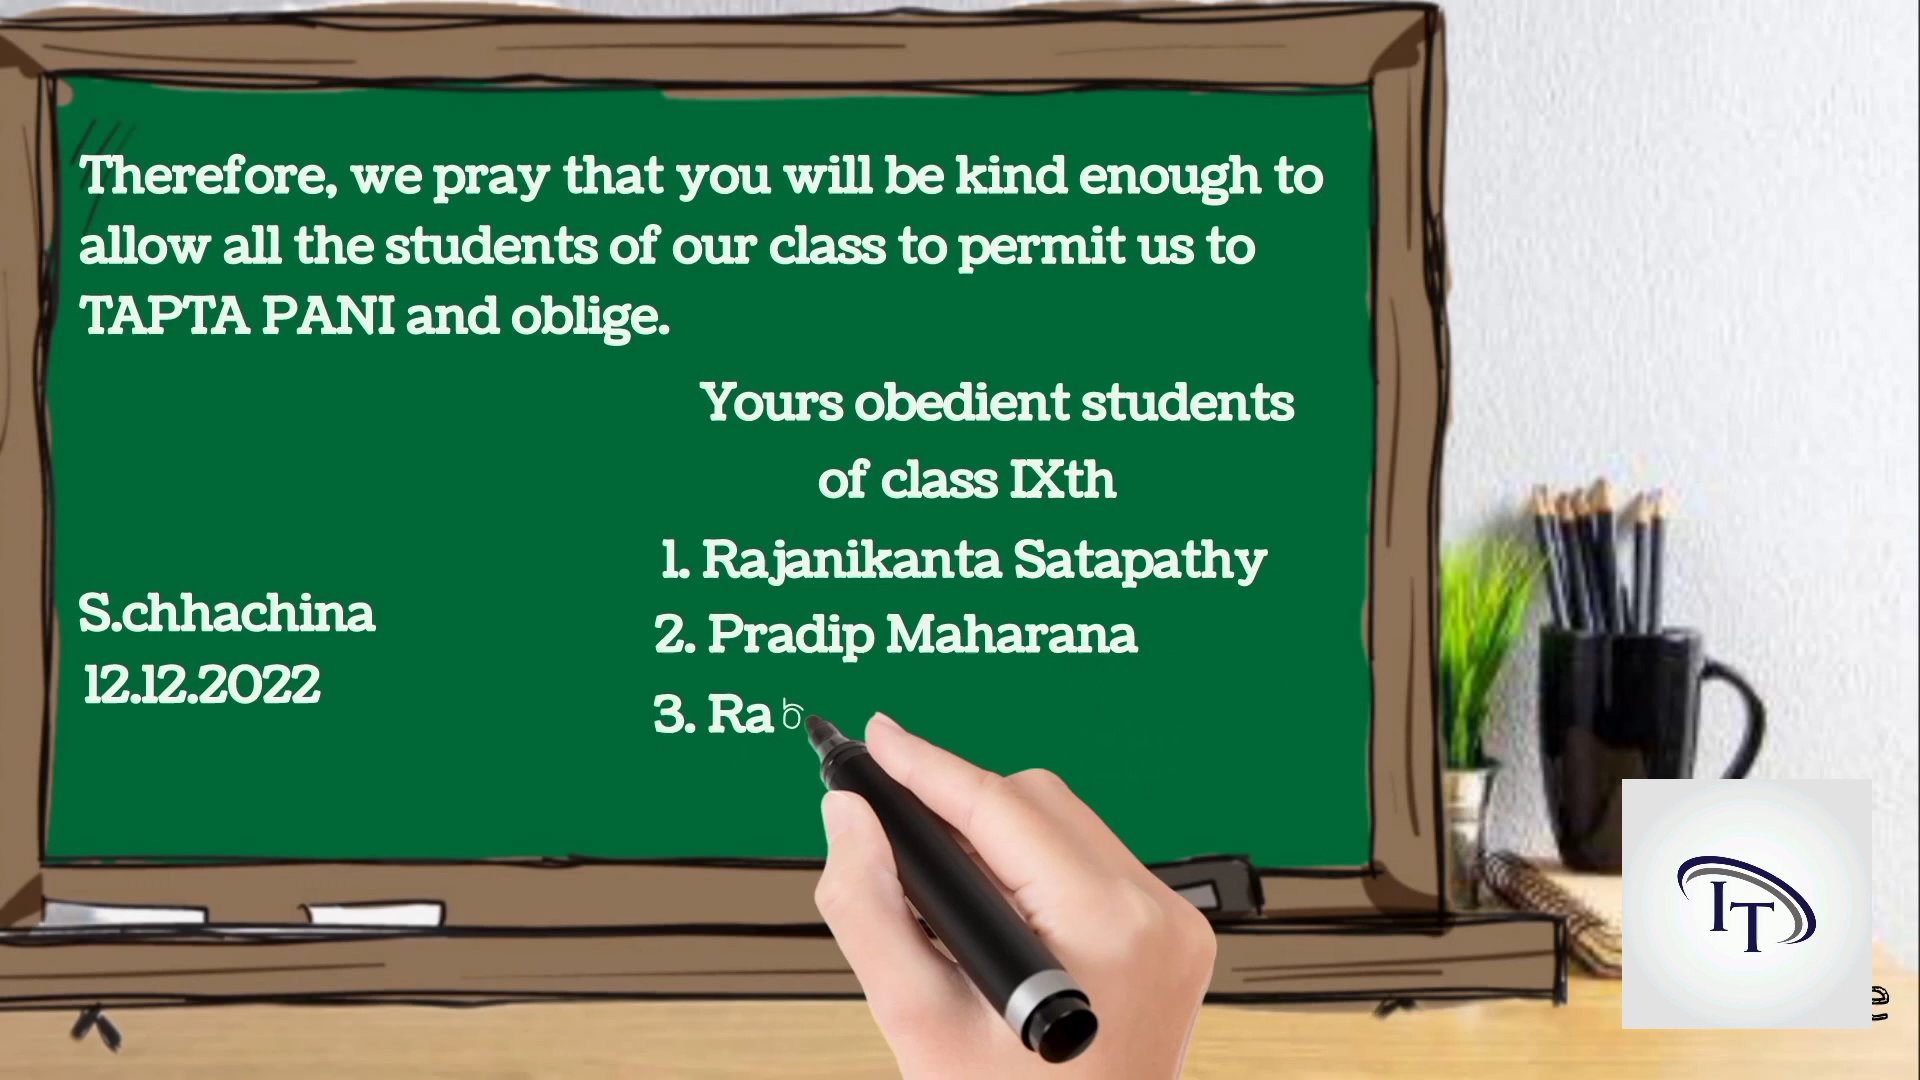 Therefore, we pray that you will be kind enough to
allow all the students of our class to permit us to
TAPTA PANI and oblige.
Yours obedient students
of class IXth
1. Rajanikanta Satapathy
2. Pradip Maharana
3. Ra
S.chhachina
12.12.2022
IT
e